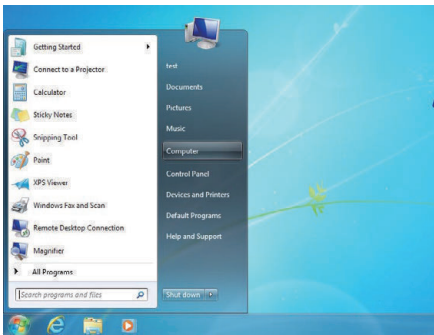 Getting Started
Connect to a Projector
Calculator
Sticky Notes
Snipping Tool
Paint
XPS Viewer
Windows Fax and Scan
Remote Desktop Connection
Magnifier
All Programs
Search programs and files
test
Documents
Pictures
Music
Computer
Control Panel
Devices and Printers
Default Programs
Help and Support
Shut down